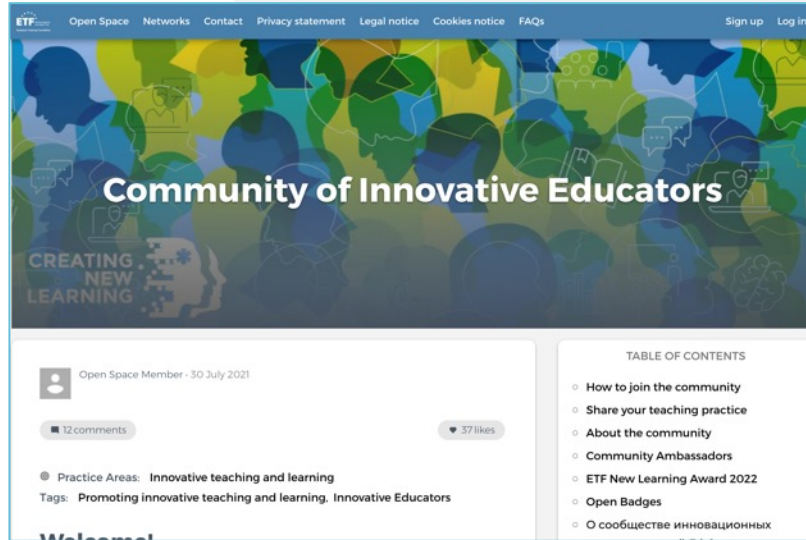 ETF
Open Space Networks Contact Privacy statement Legal notice Cookies notice FAQs Sign up Log in
Community of Innovative Educators
CREATING
NEW
LEARNING
Open Space Member - 30 July 2021
12 comments
37 likes
Practice Areas: Innovative teaching and learning
Tags: Promoting innovative teaching and learning, Innovative Educators
Welcome!
TABLE OF CONTENTS
How to join the community
Share your teaching practice
About the community
Community Ambassadors
ETF New Learning Award 2022
Open Badges
О сообществе инновационных